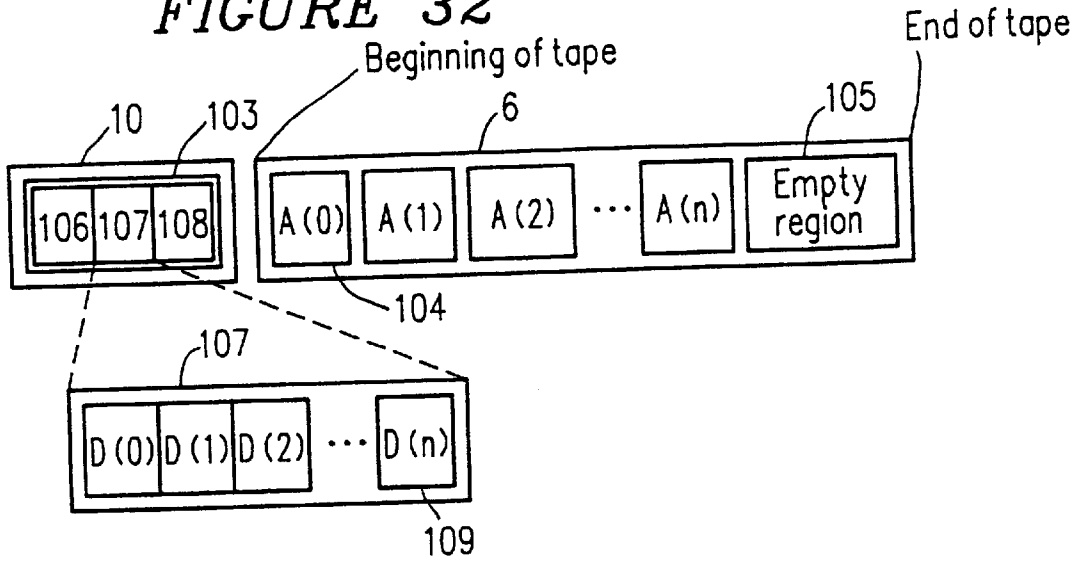 FIGURE 32
Beginning of tape
End of tape
10
103
6
105
106 107 108
A(0) A(1) A(2) ... A(n)
Empty
region
104
107
D(0) D(1) D(2) ... D(n)
109